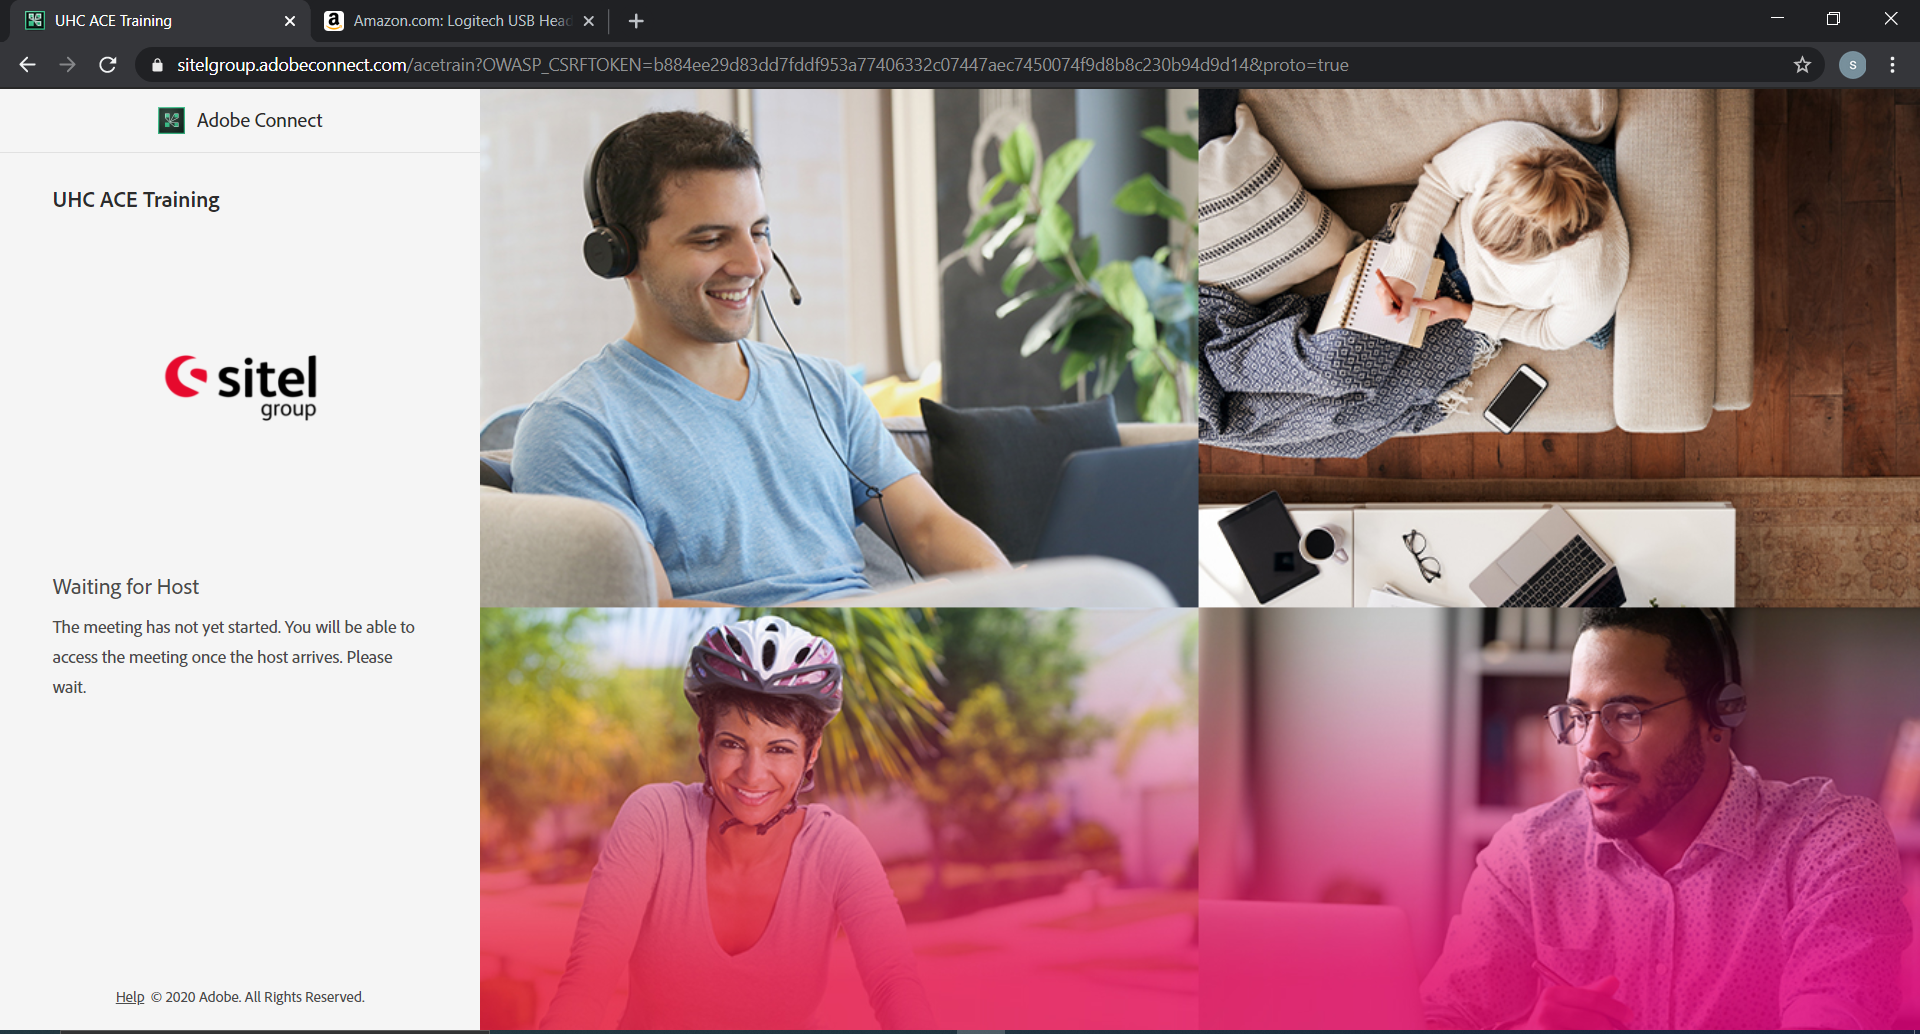 UHC ACE Training
Amazon.com: Logitech USB Head
sitelgroup.adobeconnect.com/acetrain?OWASP_CSRFTOKEN=b884ee29d83dd7fddf953a77406332c07447aec7450074f9d8b8c230b94d9d14&proto=true
S
Adobe Connect
UHC ACE Training
sitel
group
Waiting for Host
The meeting has not yet started. You will be able to
access the meeting once the host arrives. Please
wait.
Help © 2020 Adobe. All Rights Reserved.